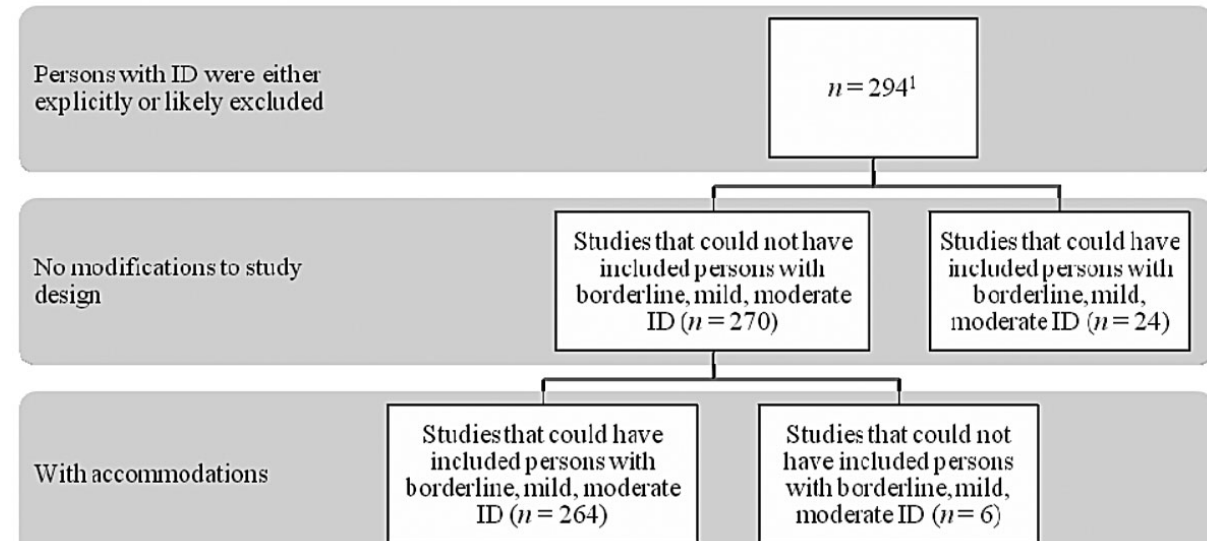 Persons with ID were either
explicitly or likely excluded
n = 294¹
No modifications to study
design
Studies that could not have
included persons with
borderline, mild, moderate
ID (n = 270)
Studies that could have
included persons with
borderline, mild,
moderate ID (n = 24)
With accommodations
Studies that could have
included persons with
borderline, mild, moderate
ID (n = 264)
Studies that could not
have included persons
with borderline, mild,
moderate ID (n = 6)